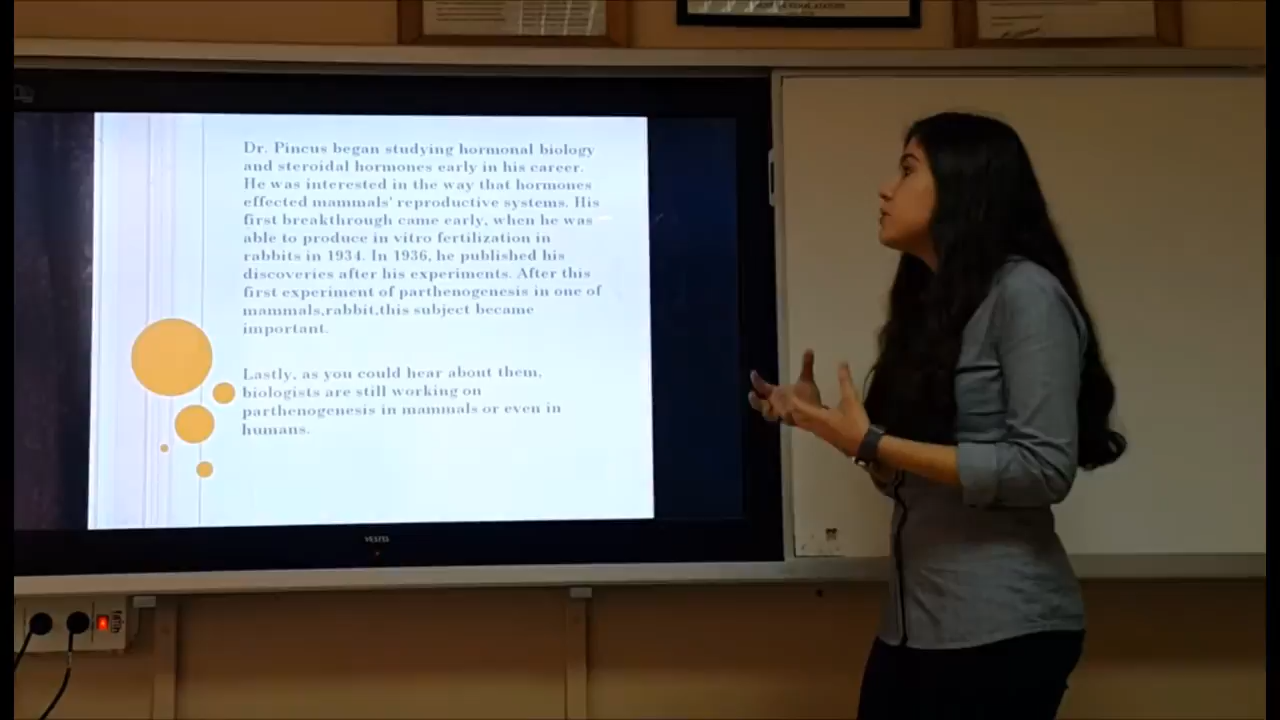 Dr. Pincus began studying hormonal biology
and steroidal hormones early in his career.
He was interested in the way that hormones
effected mammals' reproductive systems. His
first breakthrough came early, when he was
able to produce in vitro fertilization in
rabbits in 1934. In 1936, he published his
discoveries after his experiments. After this
first experiment of parthenogenesis in one of
mammals,rabbit,this subject became
important.
Lastly, as you could hear about them,
biologists are still working on
parthenogenesis in mammals or even in
humans.
VESTEL